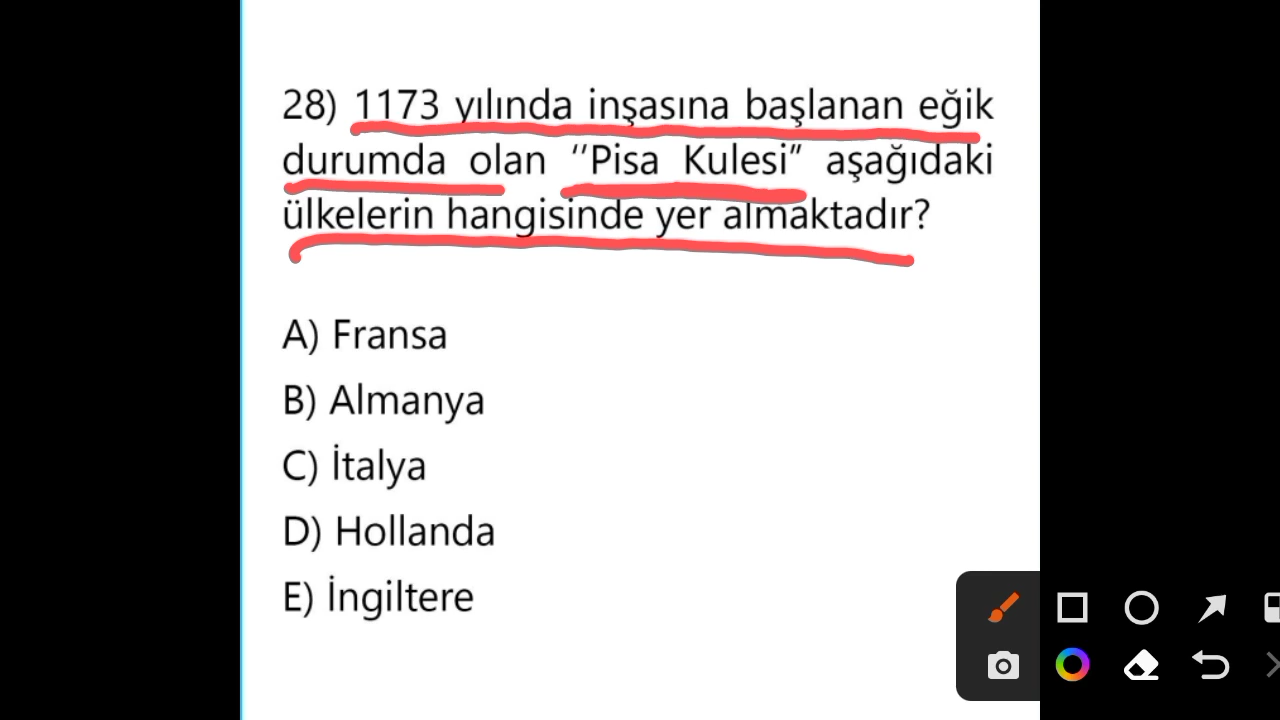 28) 1173 yılında inşasına başlanan eğik
durumda olan ‘‘Pisa Kulesi” aşağıdaki
ülkelerin hangisinde yer almaktadır?
A) Fransa
B) Almanya
C) İtalya
D) Hollanda
E) İngiltere